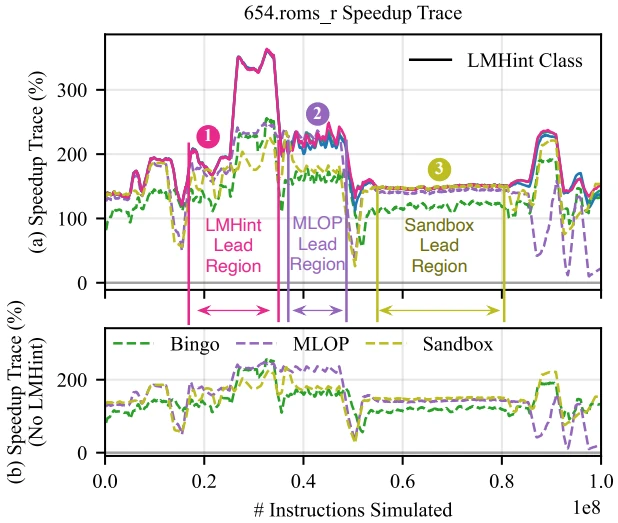 654.roms_r Speedup Trace
(a) Speedup Trace (%)
300
200
100
0
LMHint Class
1
2
3
LMHint
Lead
Region
MLOP
Lead
Region
Sandbox
Lead
Region
(b) Speedup Trace (%)
(No LMHint)
200
0
Bingo
MLOP
Sandbox
0.0
0.2
0.4
0.6
0.8
1.0
# Instructions Simulated
1e8